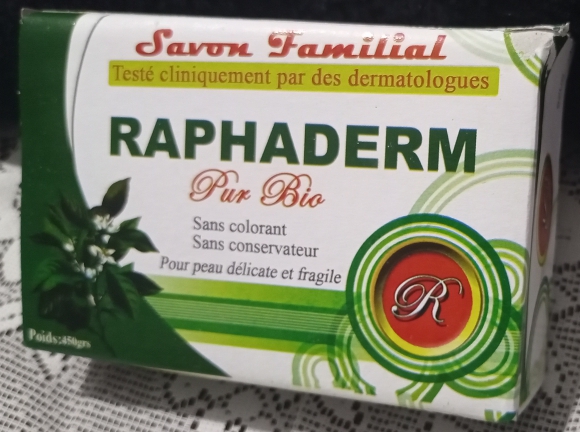 Savon Familial
Testé cliniquement par des dermatologues
RAPHADERM
Pur Bio
Sans colorant
Sans conservateur
Pour peau délicate et fragile
R
Poids:450grs